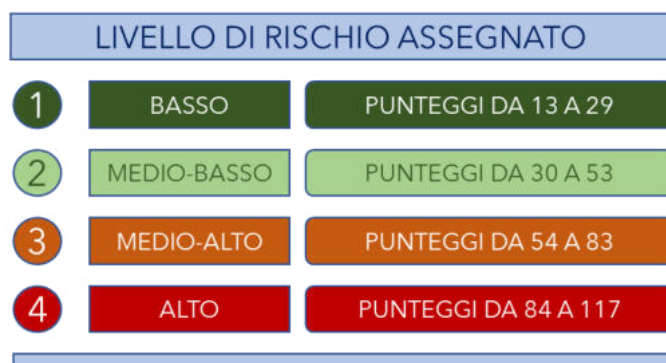 LIVELLO DI RISCHIO ASSEGNATO
1 BASSO PUNTEGGI DA 13 A 29
2 MEDIO-BASSO PUNTEGGI DA 30 A 53
3 MEDIO-ALTO PUNTEGGI DA 54 A 83
4 ALTO PUNTEGGI DA 84 A 117